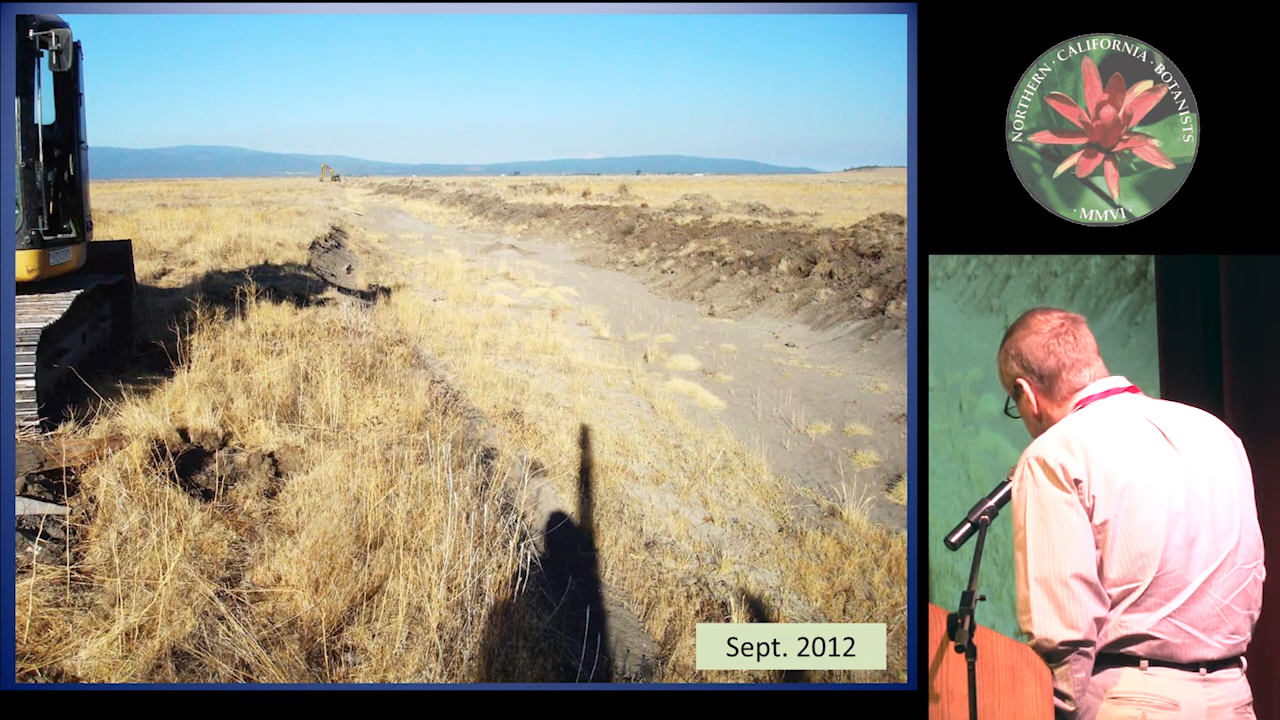 NORTHERN · CALIFORNIA · BOTANISTS
· MMVI ·
Sept. 2012